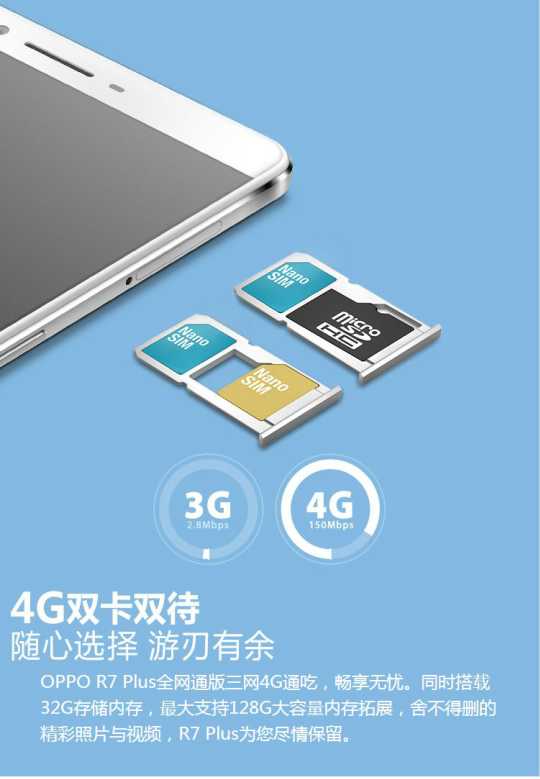 Nano
SIM
micro
SD
HC
Nano
SIM
Nano
SIM
3G
2.8Mbps
4G
150Mbps
4G双卡双待
随心选择 游刃有余
OPPO R7 Plus全网通版三网4G通吃，畅享无忧。同时搭载
32G存储内存，最大支持128G大容量内存拓展，舍不得删的
精彩照片与视频，R7 Plus为您尽情保留。